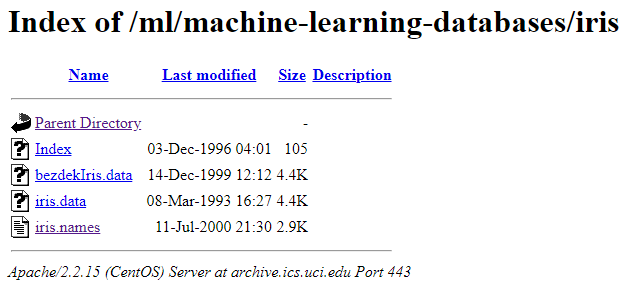 Index of /ml/machine-learning-databases/iris
Name Last modified Size Description
Parent Directory -
? Index 03-Dec-1996 04:01 105
? bezdekIris.data 14-Dec-1999 12:12 4.4K
? iris.data 08-Mar-1993 16:27 4.4K
iris.names 11-Jul-2000 21:30 2.9K
Apache/2.2.15 (CentOS) Server at archive.ics.uci.edu Port 443